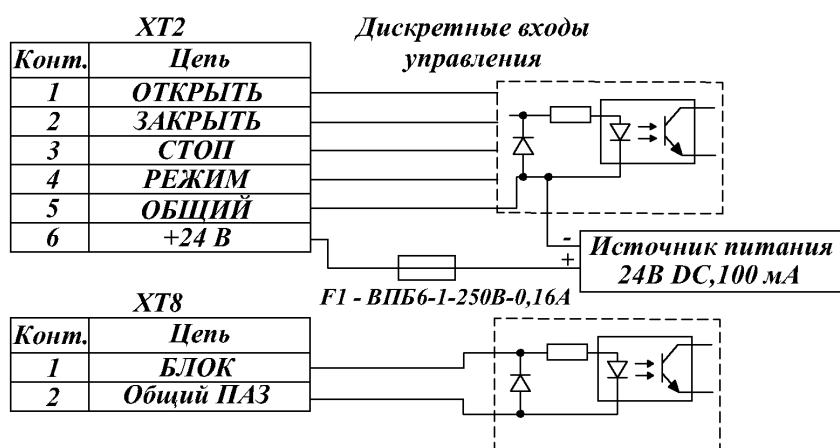 XT2
Дискретные входы
управления
Конт. Цепь
1 ОТКРЫТЬ
2 ЗАКРЫТЬ
3 СТОП
4 РЕЖИМ
5 ОБЩИЙ
6 +24 В
-
+
Источник питания
24В DC,100 мА
F1 - ВПБ6-1-250В-0,16А
XT8
Конт. Цепь
1 БЛОК
2 Общий ПАЗ